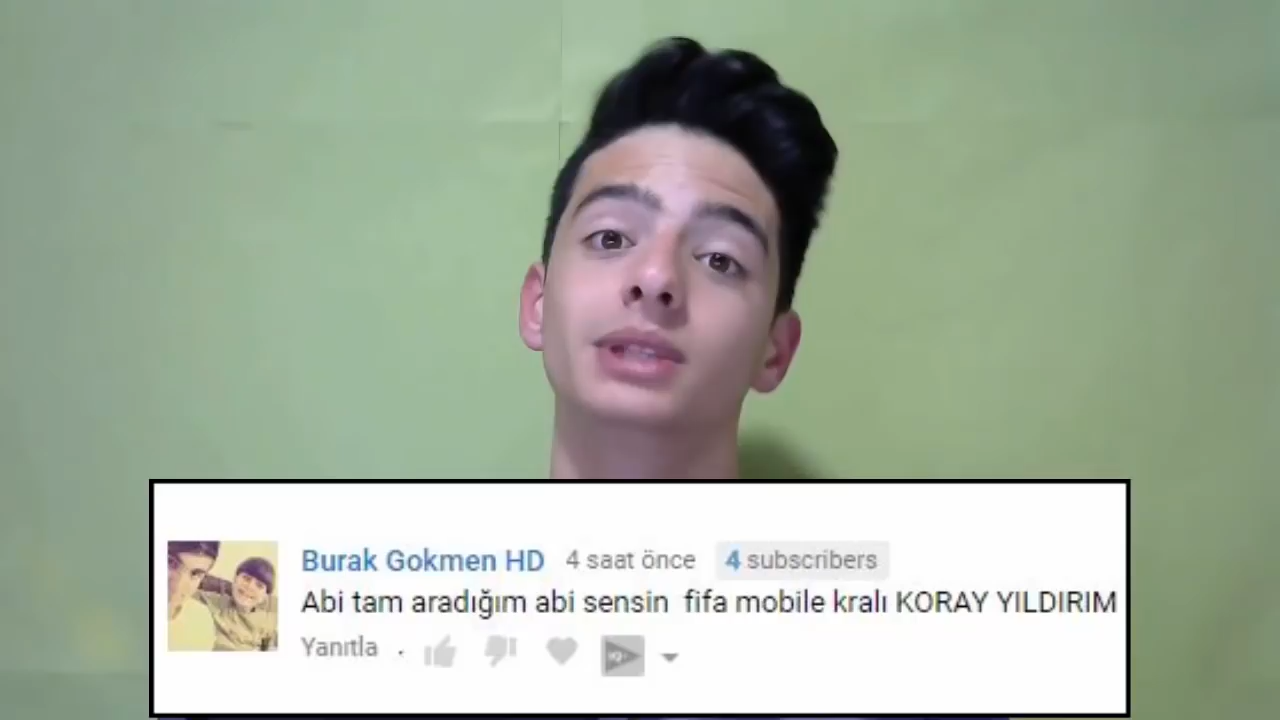 Burak Gokmen HD 4 saat önce 4 subscribers
Abi tam aradığım abi sensin fifa mobile kralı KORAY YILDIRIM
Yanıtla .